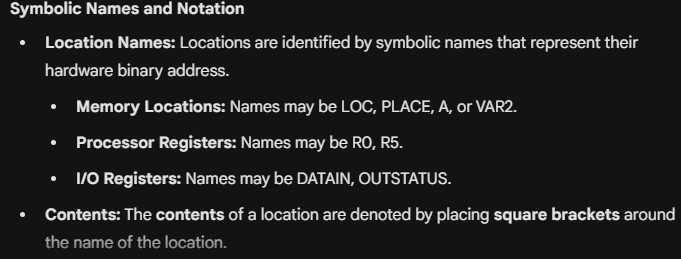 Symbolic Names and Notation
• Location Names: Locations are identified by symbolic names that represent their
hardware binary address.
• Memory Locations: Names may be LOC, PLACE, A, or VAR2.
• Processor Registers: Names may be R0, R5.
• I/O Registers: Names may be DATAIN, OUTSTATUS.
• Contents: The contents of a location are denoted by placing square brackets around
the name of the location.